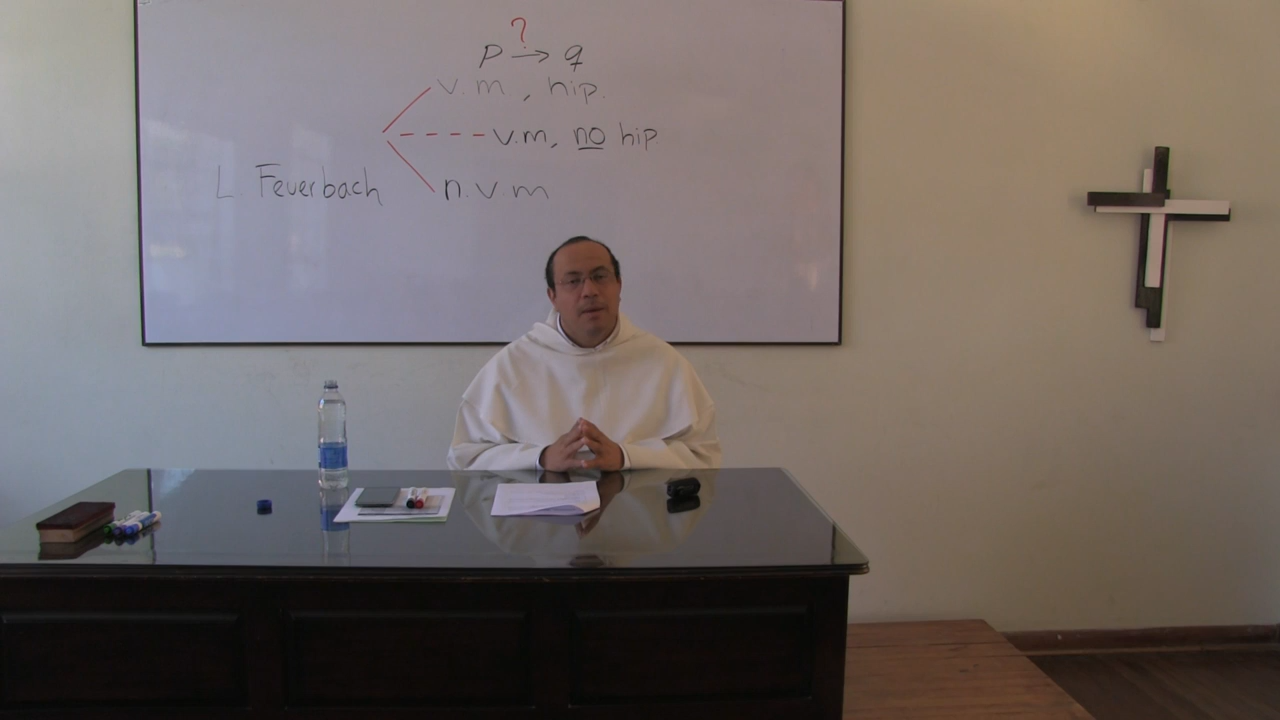 ?
p → q
v.m , hip.
v.m, no hip
L. Feuerbach
n.v.m